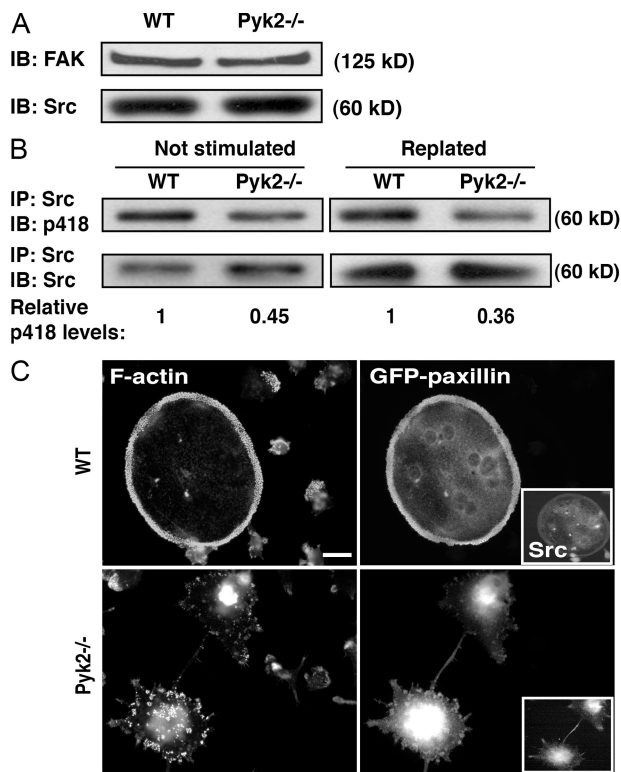 A
WT Pyk2-/-
IB: FAK (125 kD)
IB: Src (60 kD)
B
Not stimulated Replated
WT Pyk2-/- WT Pyk2-/-
IP: Src
IB: p418 (60 kD)
IP: Src
IB: Src (60 kD)
Relative
p418 levels: 1 0.45 1 0.36
C
F-actin GFP-paxillin
WT
Src
Pyk2-/-